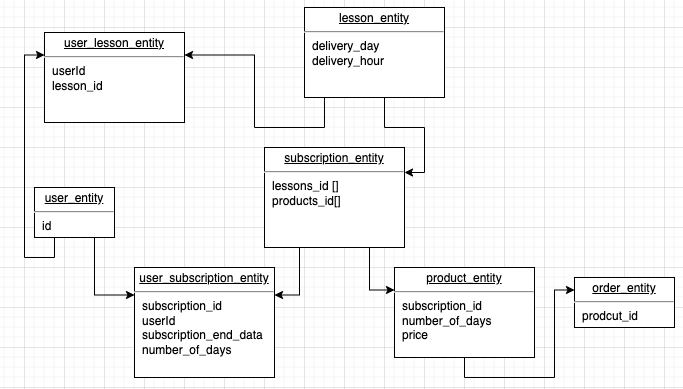 lesson_entity
delivery_day
delivery_hour
user_lesson_entity
userId
lesson_id
subscription_entity
lessons_id []
products_id[]
user_entity
id
user_subscription_entity
subscription_id
userId
subscription_end_data
number_of_days
product_entity
subscription_id
number_of_days
price
order_entity
prodcut_id